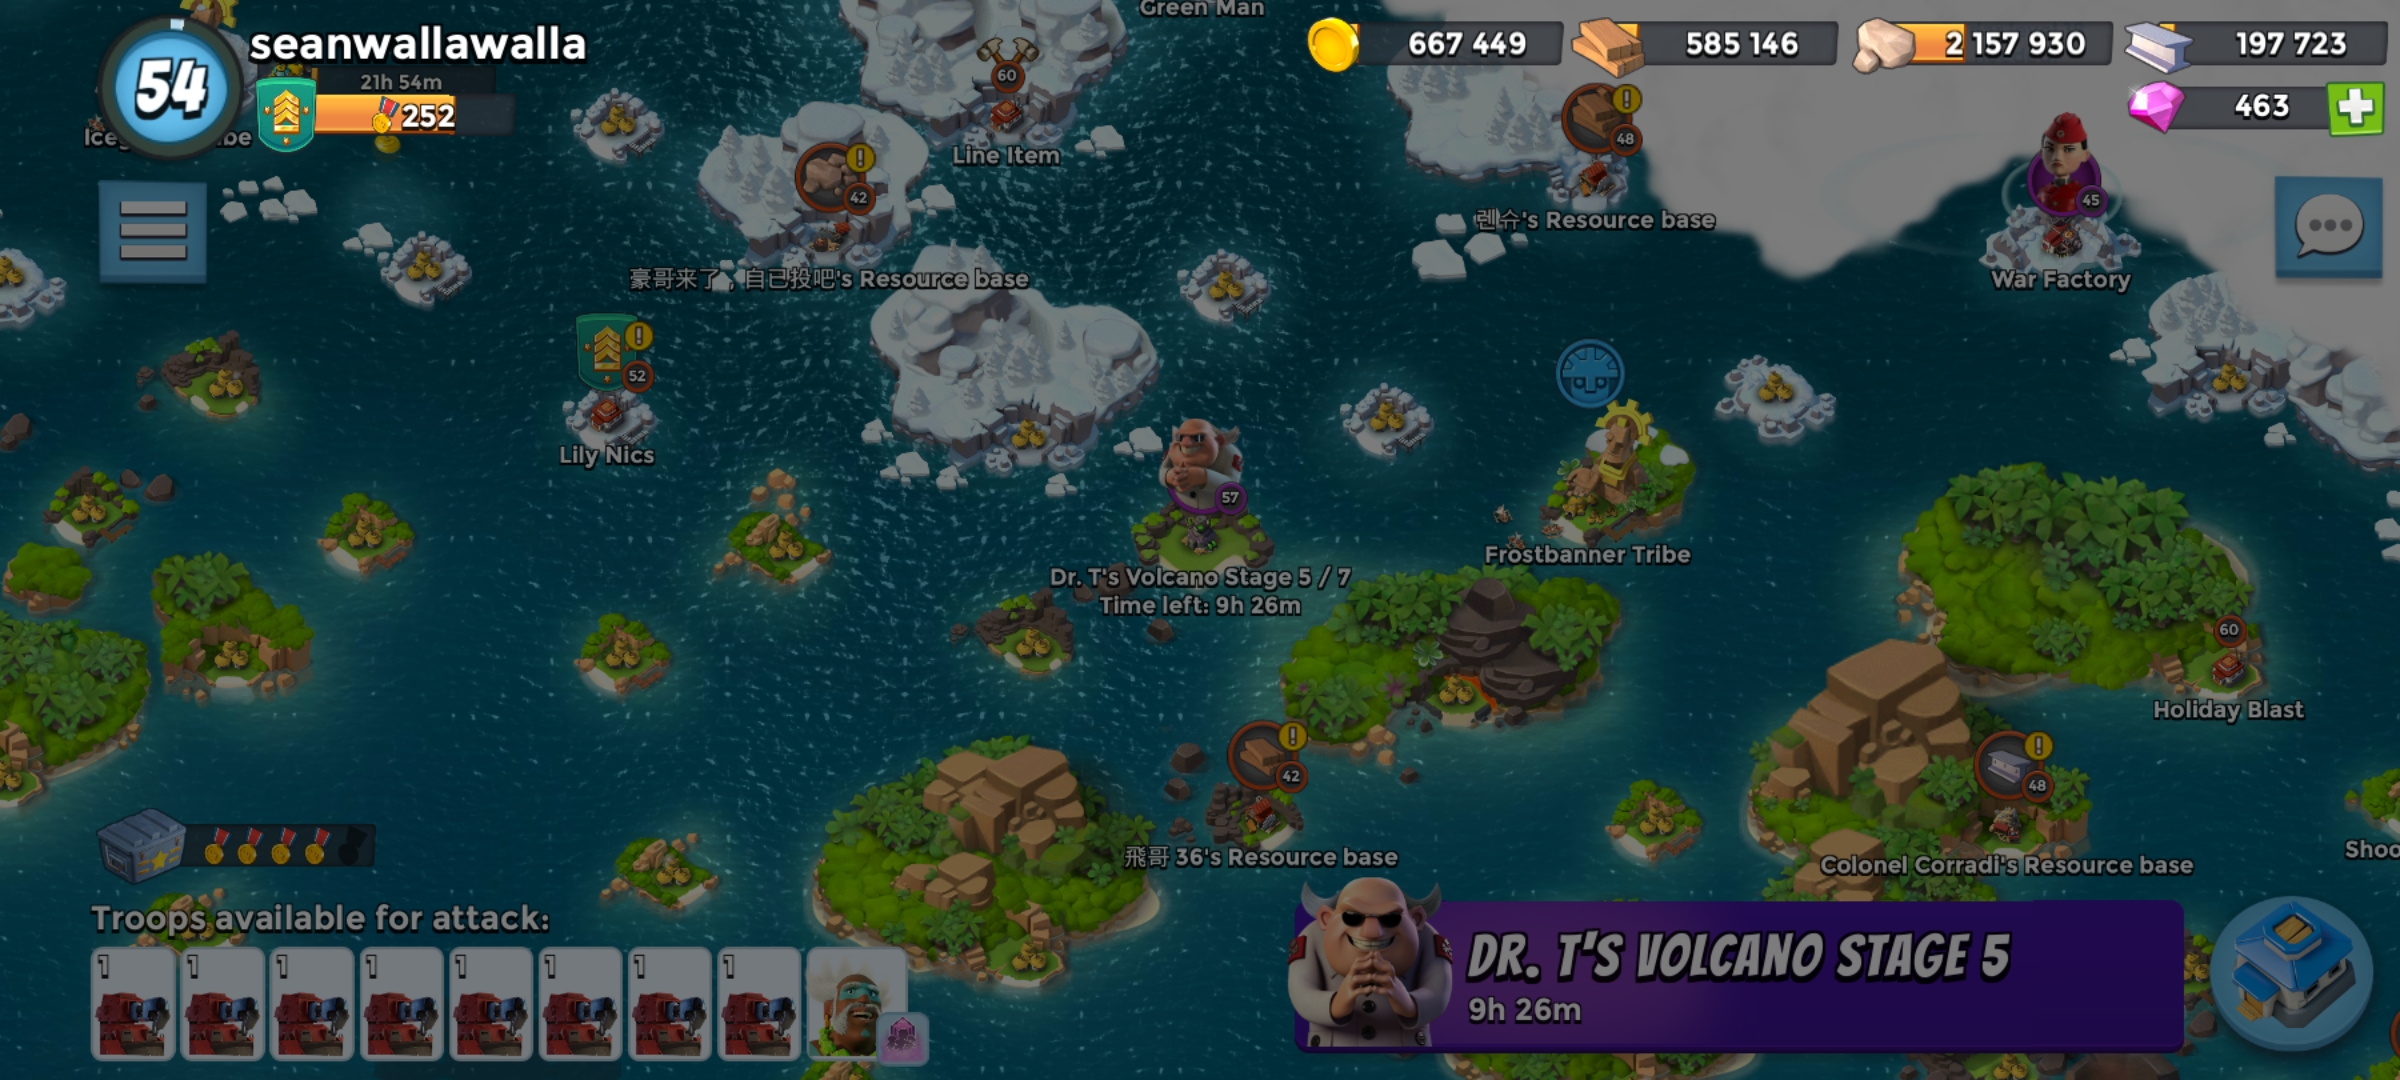 Green Man
54
seanwallawalla
21h 54m
252
667 449
585 146
2 157 930
197 723
463
60
Line Item
48
렌슈's Resource base
42
豪哥来了，自已投吧's Resource base
45
War Factory
52
Lily Nics
57
Dr. T's Volcano Stage 5 / 7
Time left: 9h 26m
Frostbanner Tribe
60
Holiday Blast
42
飛哥 36's Resource base
48
Colonel Corradi's Resource base
Troops available for attack:
1 1 1 1 1 1 1 1
DR. T'S VOLCANO STAGE 5
9h 26m